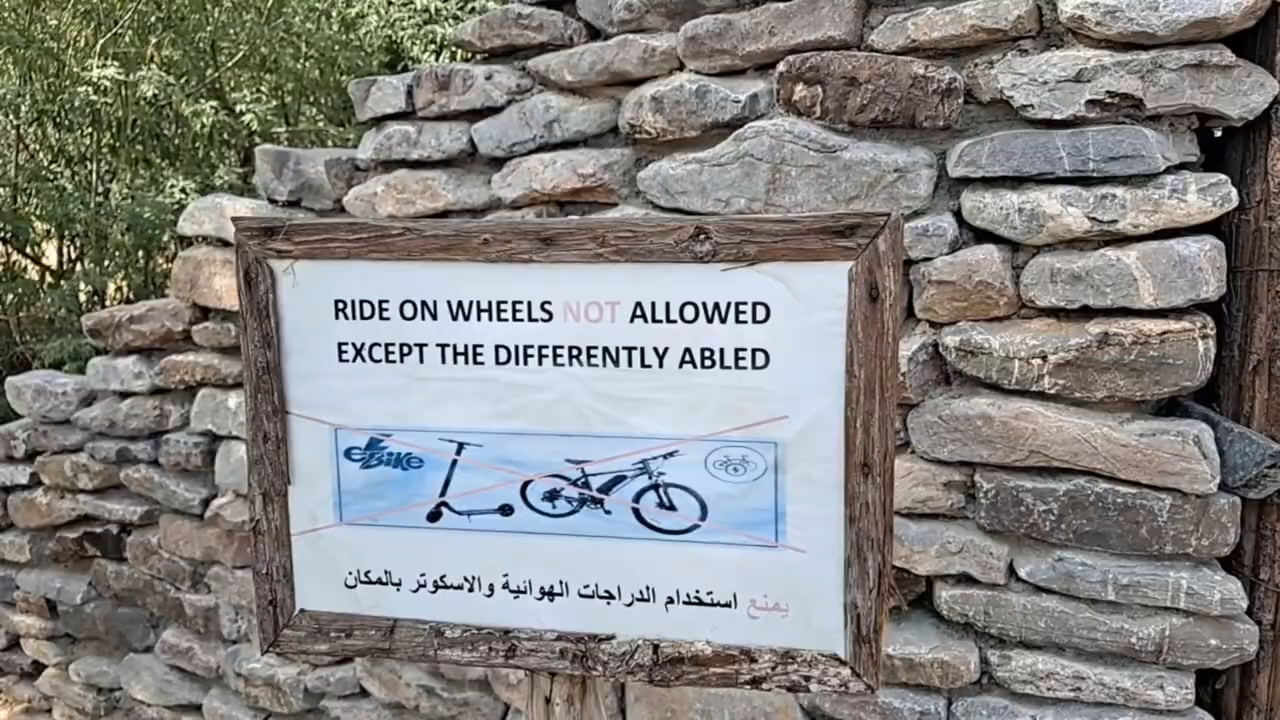 RIDE ON WHEELS NOT ALLOWED
EXCEPT THE DIFFERENTLY ABLED
eBike
يمنع استخدام الدراجات الهوائية والاسكوتر بالمكان